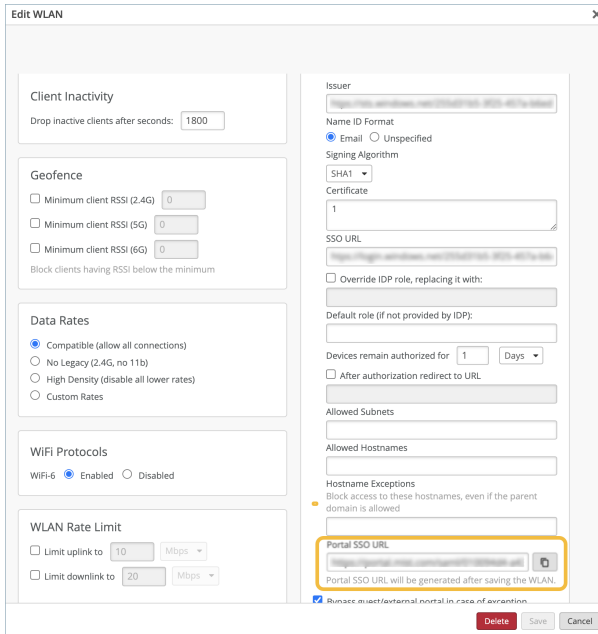 Edit WLAN
Client Inactivity
Drop inactive clients after seconds: 1800
Geofence
Minimum client RSSI (2.4G) 0
Minimum client RSSI (5G) 0
Minimum client RSSI (6G) 0
Block clients having RSSI below the minimum
Data Rates
Compatible (allow all connections)
No Legacy (2.4G, no 11b)
High Density (disable all lower rates)
Custom Rates
WiFi Protocols
WiFi-6 Enabled Disabled
WLAN Rate Limit
Limit uplink to 10 Mbps
Limit downlink to 20 Mbps
Issuer
Name ID Format
Email Unspecified
Signing Algorithm
SHA1
Certificate
1
SSO URL
Override IDP role, replacing it with:
Default role (if not provided by IDP):
Devices remain authorized for 1 Days
After authorization redirect to URL
Allowed Subnets
Allowed Hostnames
Hostname Exceptions
Block access to these hostnames, even if the parent
domain is allowed
Portal SSO URL
Portal SSO URL will be generated after saving the WLAN.
Bypass guest/external portal in case of exception
Delete Save Cancel